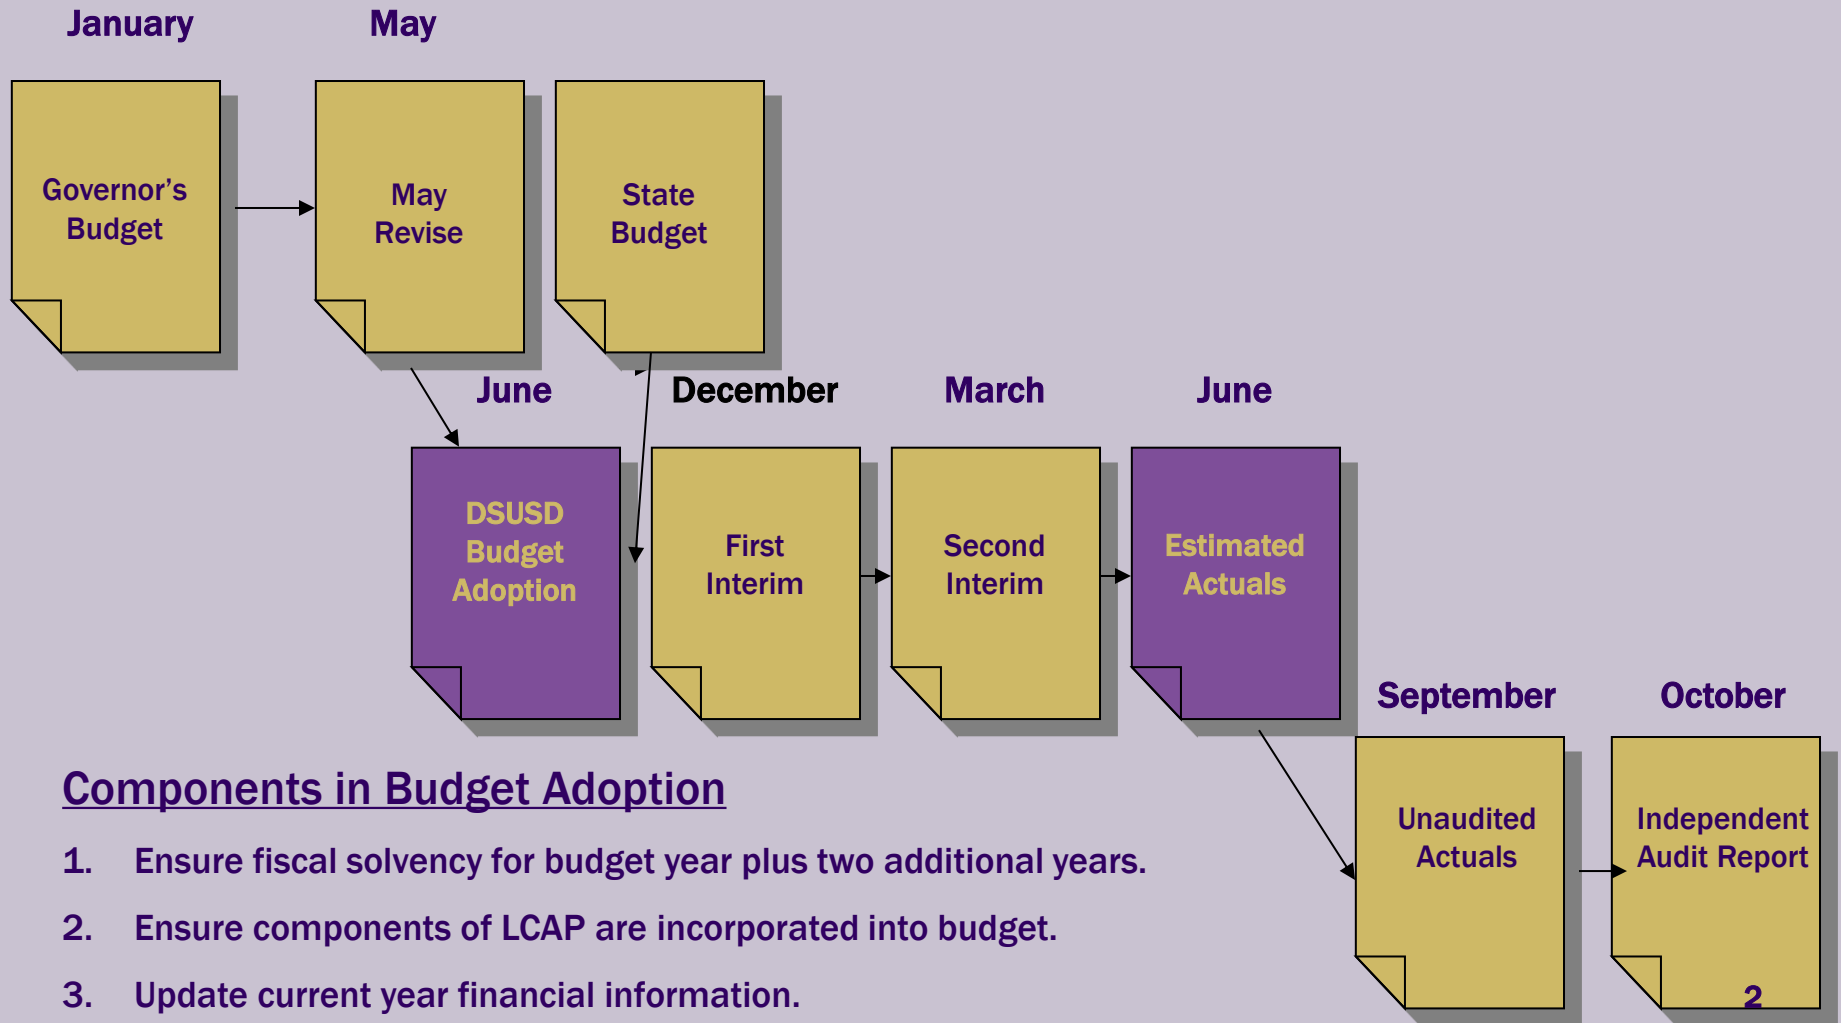 January
May
Governor’s
Budget
May
Revise
State
Budget
June
December
March
June
DSUSD
Budget
Adoption
First
Interim
Second
Interim
Estimated
Actuals
September
October
Unaudited
Actuals
Independent
Audit Report
Components in Budget Adoption
1. Ensure fiscal solvency for budget year plus two additional years.
2. Ensure components of LCAP are incorporated into budget.
3. Update current year financial information.
2